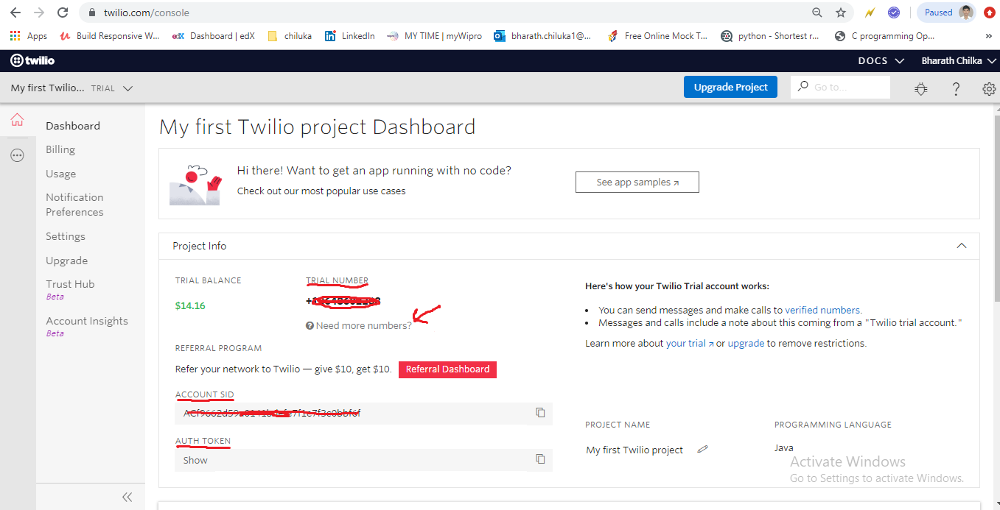 twilio.com/console
Paused
Apps
Build Responsive W...
edX
Dashboard | edX
chiluka
LinkedIn
MY TIME | myWipro
bharath.chiluka1@...
Free Online Mock T...
python - Shortest r...
C programming Op...
»
twilio
DOCS
Bharath Chilka
My first Twilio... TRIAL
Upgrade Project
Go to...
Dashboard
Billing
Usage
Notification
Preferences
Settings
Upgrade
Trust Hub
Beta
Account Insights
Beta
My first Twilio project Dashboard
Hi there! Want to get an app running with no code?
Check out our most popular use cases
See app samples
Project Info
TRIAL BALANCE
$14.16
TRIAL NUMBER
Need more numbers?
REFERRAL PROGRAM
Refer your network to Twilio — give $10, get $10.
Referral Dashboard
ACCOUNT SID
AUTH TOKEN
Show
Here's how your Twilio Trial account works:
• You can send messages and make calls to verified numbers.
• Messages and calls include a note about this coming from a "Twilio trial account."
Learn more about your trial or upgrade to remove restrictions.
PROJECT NAME
My first Twilio project
PROGRAMMING LANGUAGE
Java
Activate Windows
Go to Settings to activate Windows.